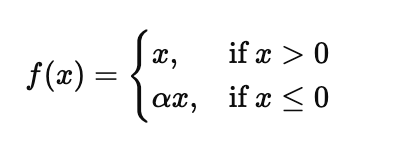 f(x) = { x, if x > 0
αx, if x ≤ 0